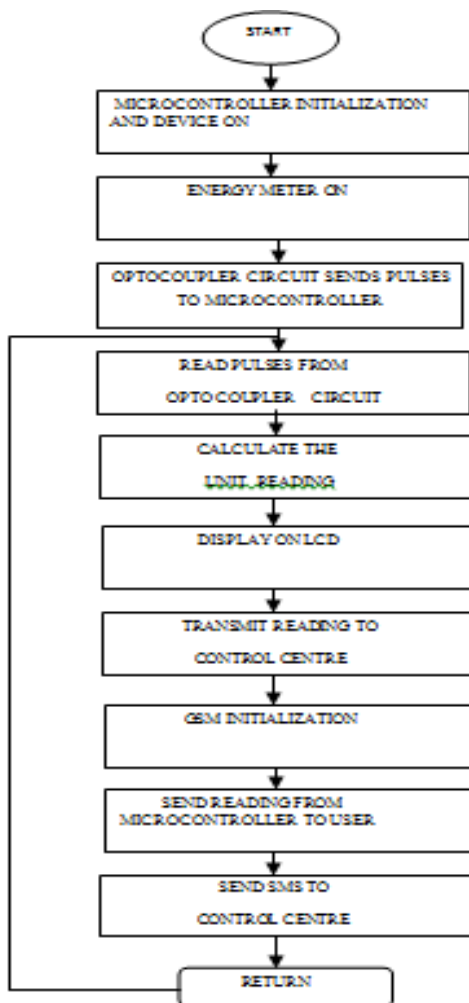 START
MICROCONTROLLER INITIALIZATION
AND DEVICE ON
ENERGY METER ON
OPTOCOUPLER CIRCUIT SENDS PULSES
TO MICROCONTROLLER
READ PULSES FROM
OPTO COUPLER CIRCUIT
CALCULATE THE
UNIT READING
DISPLAY ON LCD
TRANSMIT READING TO
CONTROL CENTRE
GSM INITIALIZATION
SEND READING FROM
MICROCONTROLLER TO USER
SEND SMS TO
CONTROL CENTRE
RETURN